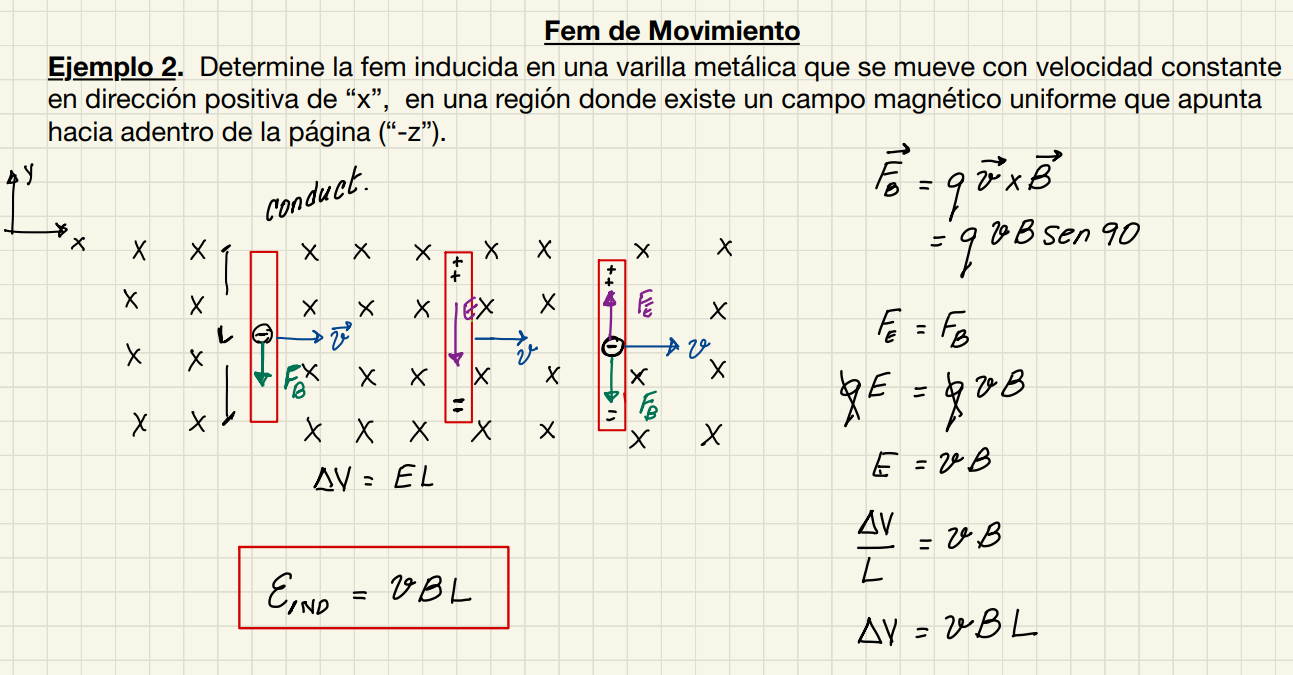 Fem de Movimiento
Ejemplo 2. Determine la fem inducida en una varilla metálica que se mueve con velocidad constante
en dirección positiva de “x”, en una región donde existe un campo magnético uniforme que apunta
hacia adentro de la página (“-z”).
y
x
conduct.
X X X X X X X X X
+ +
+ +
X X X X X E X X F_E X
L − v⃗ v − v
X X F_B X X X X X X X
= = F_B
X X X X X X X X X
ΔV = EL
ℰ_IND = vBL
F⃗_B = q v⃗ x B⃗
= q vB sen 90
F_E = F_B
qE = q vB
E = vB
ΔV/L = vB
ΔV = vBL